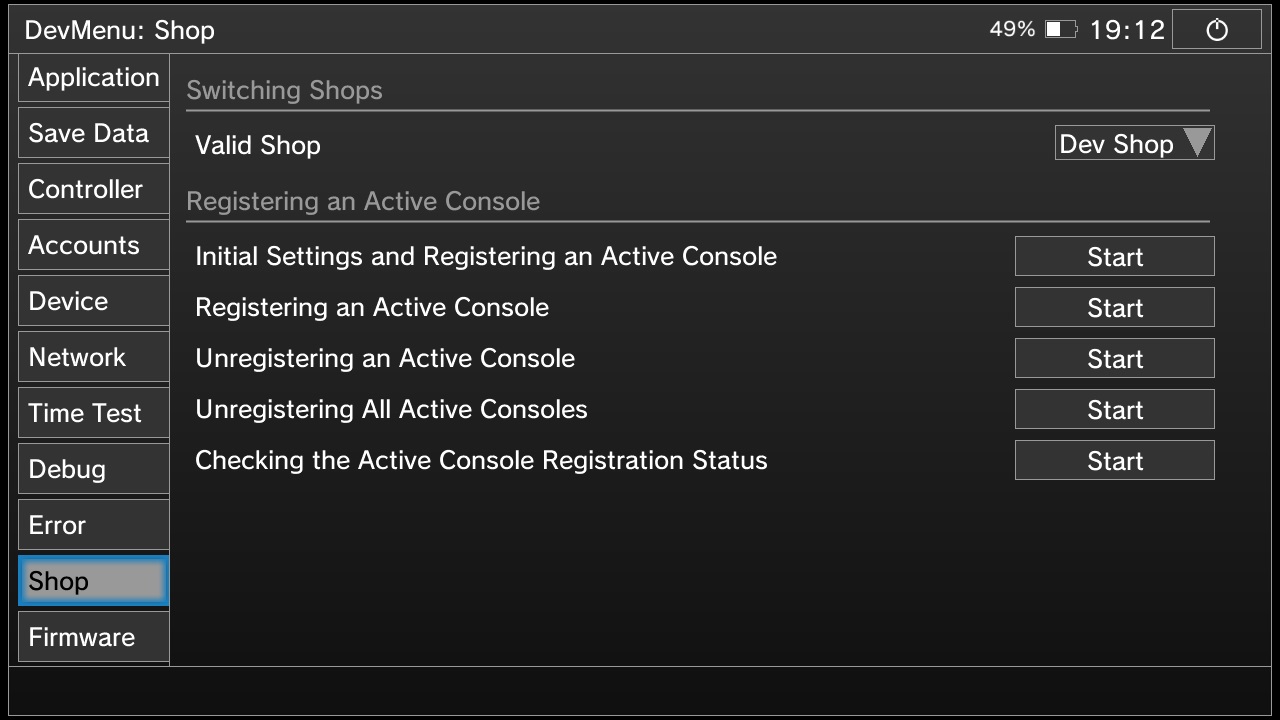 DevMenu: Shop
49% 19:12
Application
Save Data
Controller
Accounts
Device
Network
Time Test
Debug
Error
Shop
Firmware
Switching Shops
Valid Shop Dev Shop
Registering an Active Console
Initial Settings and Registering an Active Console Start
Registering an Active Console Start
Unregistering an Active Console Start
Unregistering All Active Consoles Start
Checking the Active Console Registration Status Start